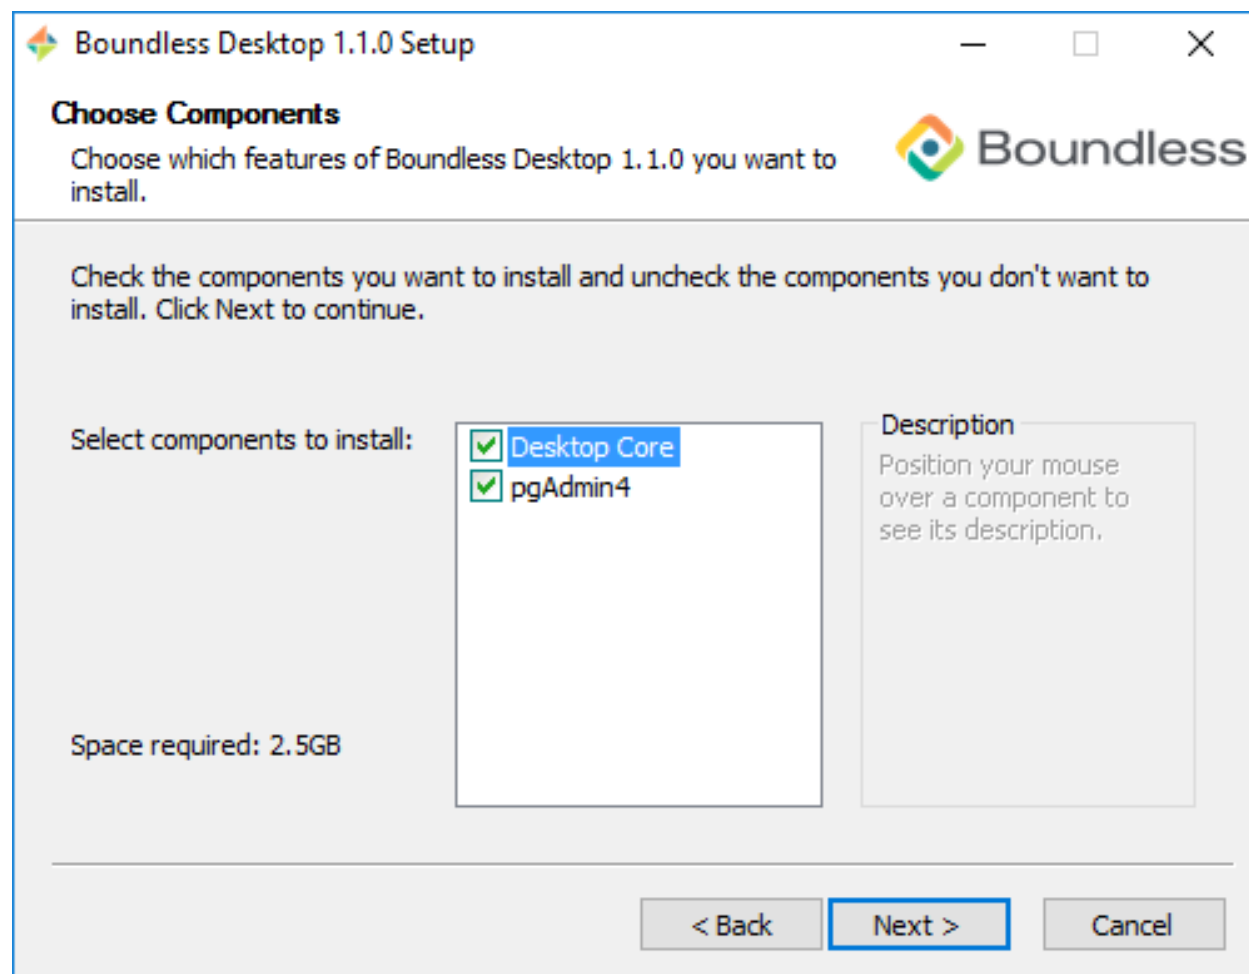 Boundless Desktop 1.1.0 Setup
Choose Components
Choose which features of Boundless Desktop 1.1.0 you want to
install.
Boundless
Check the components you want to install and uncheck the components you don't want to
install. Click Next to continue.
Select components to install:
Desktop Core
pgAdmin4
Description
Position your mouse
over a component to
see its description.
Space required: 2.5GB
< Back
Next >
Cancel